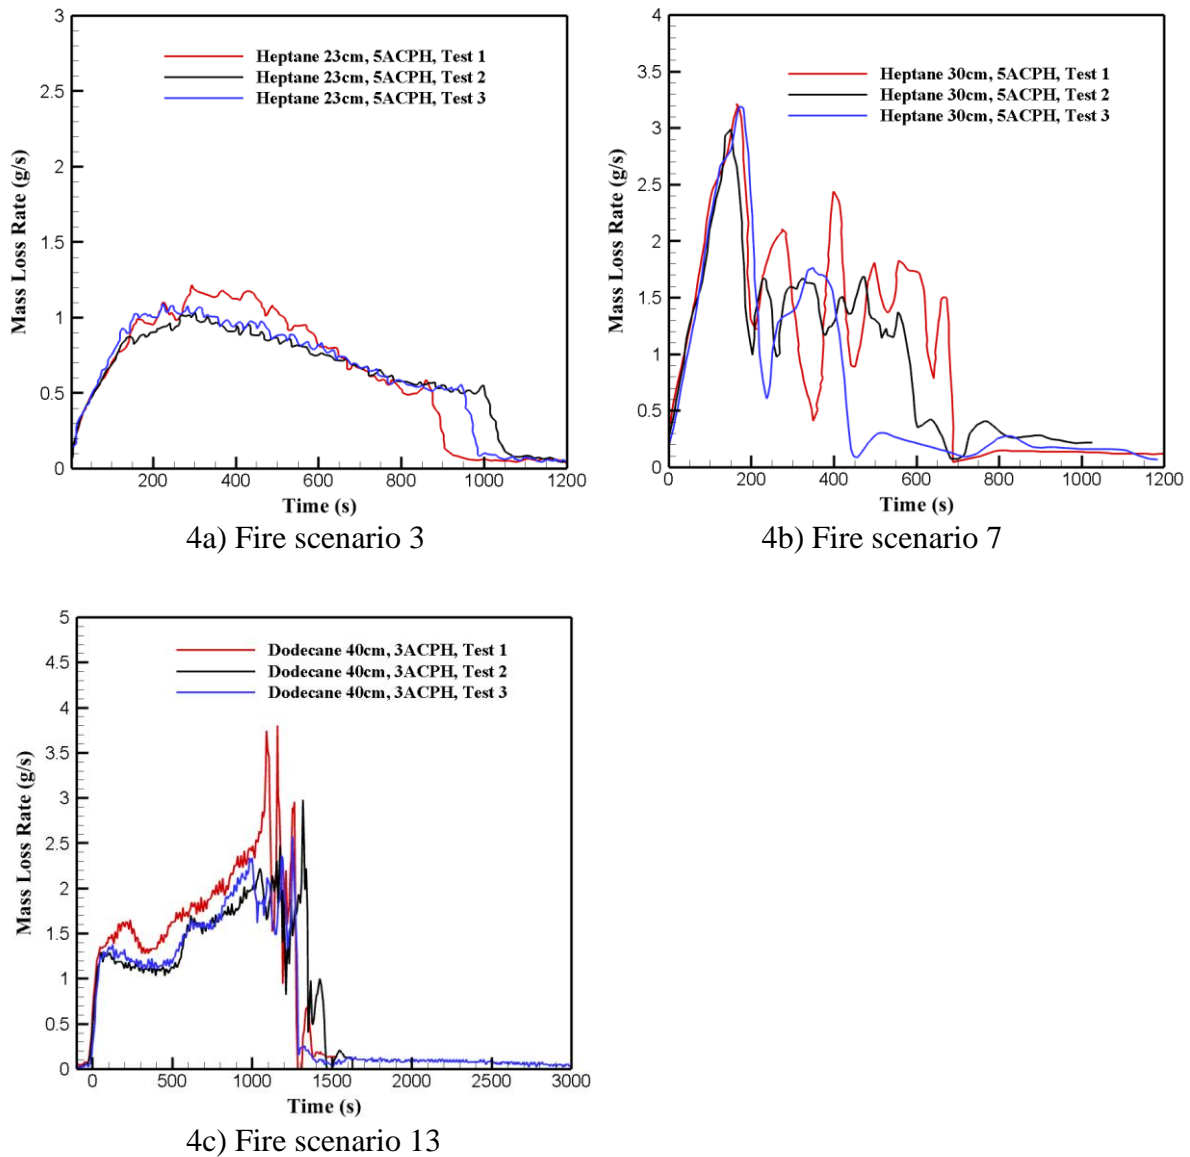 3
2.5
2
1.5
1
0.5
0
200
400
600
800
1000
1200
Mass Loss Rate (g/s)
Time (s)
Heptane 23cm, 5ACPH, Test 1
Heptane 23cm, 5ACPH, Test 2
Heptane 23cm, 5ACPH, Test 3
4a) Fire scenario 3
4
3.5
3
2.5
2
1.5
1
0.5
0
0
200
400
600
800
1000
1200
Mass Loss Rate (g/s)
Time (s)
Heptane 30cm, 5ACPH, Test 1
Heptane 30cm, 5ACPH, Test 2
Heptane 30cm, 5ACPH, Test 3
4b) Fire scenario 7
5
4.5
4
3.5
3
2.5
2
1.5
1
0.5
0
0
500
1000
1500
2000
2500
3000
Mass Loss Rate (g/s)
Time (s)
Dodecane 40cm, 3ACPH, Test 1
Dodecane 40cm, 3ACPH, Test 2
Dodecane 40cm, 3ACPH, Test 3
4c) Fire scenario 13